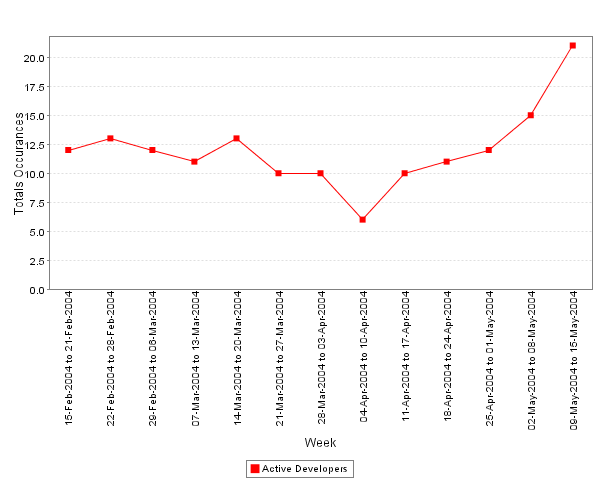 Totals Occurances
20.0
17.5
15.0
12.5
10.0
7.5
5.0
2.5
0.0
15-Feb-2004 to 21-Feb-2004
22-Feb-2004 to 28-Feb-2004
29-Feb-2004 to 06-Mar-2004
07-Mar-2004 to 13-Mar-2004
14-Mar-2004 to 20-Mar-2004
21-Mar-2004 to 27-Mar-2004
28-Mar-2004 to 03-Apr-2004
04-Apr-2004 to 10-Apr-2004
11-Apr-2004 to 17-Apr-2004
18-Apr-2004 to 24-Apr-2004
25-Apr-2004 to 01-May-2004
02-May-2004 to 08-May-2004
09-May-2004 to 15-May-2004
Week
Active Developers